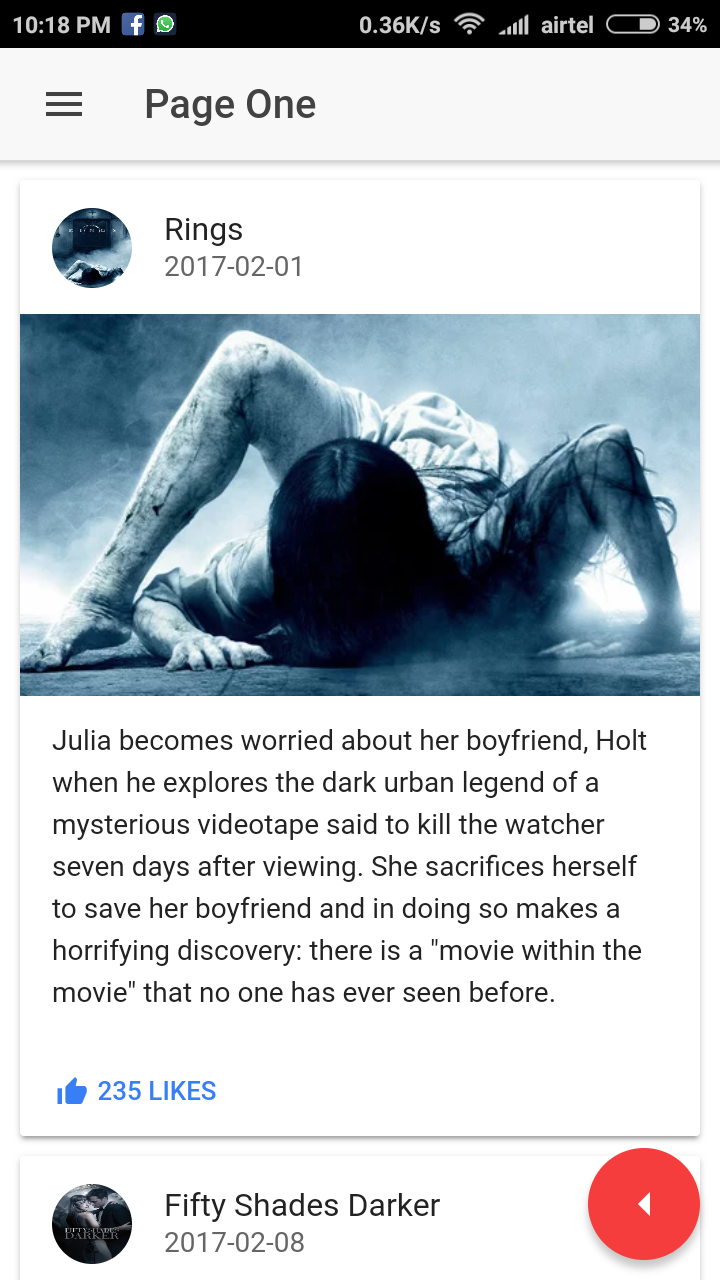 10:18 PM 0.36K/s airtel 34%
Page One
Rings
2017-02-01
Julia becomes worried about her boyfriend, Holt
when he explores the dark urban legend of a
mysterious videotape said to kill the watcher
seven days after viewing. She sacrifices herself
to save her boyfriend and in doing so makes a
horrifying discovery: there is a "movie within the
movie" that no one has ever seen before.
235 LIKES
Fifty Shades Darker
2017-02-08
FIFTY SHADES
DARKER